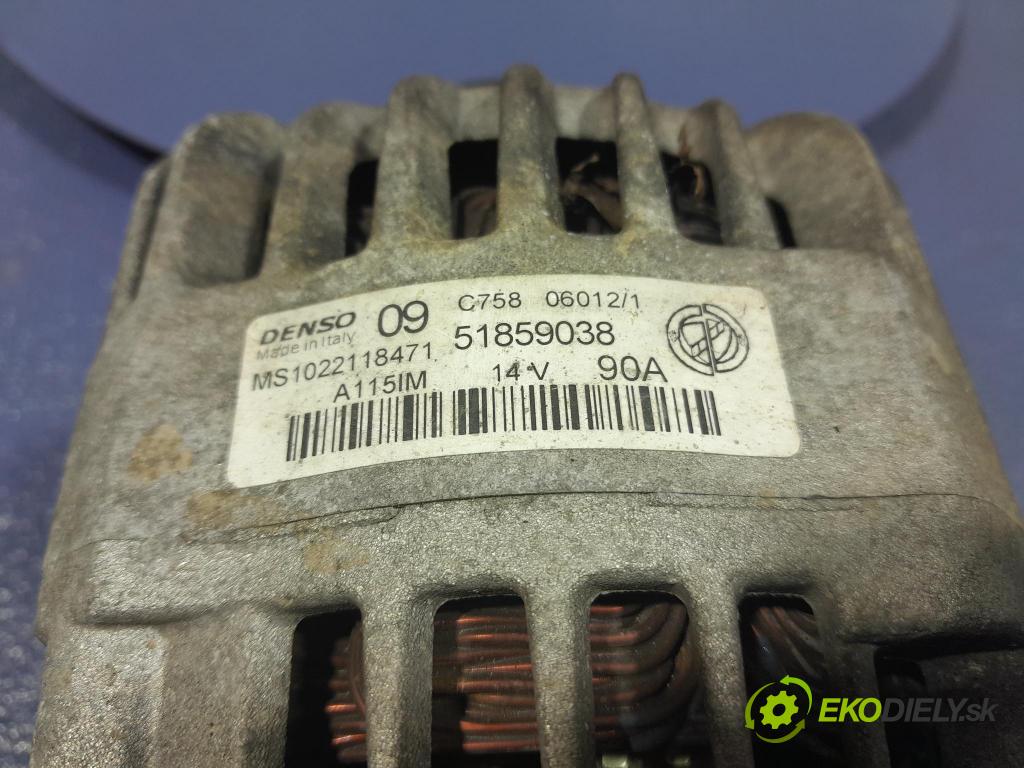 DENSO 09 C758 06012/1
Made in Italy
MS1022118471 51859038
A115IM 14 V 90A
EKODIELY.sk